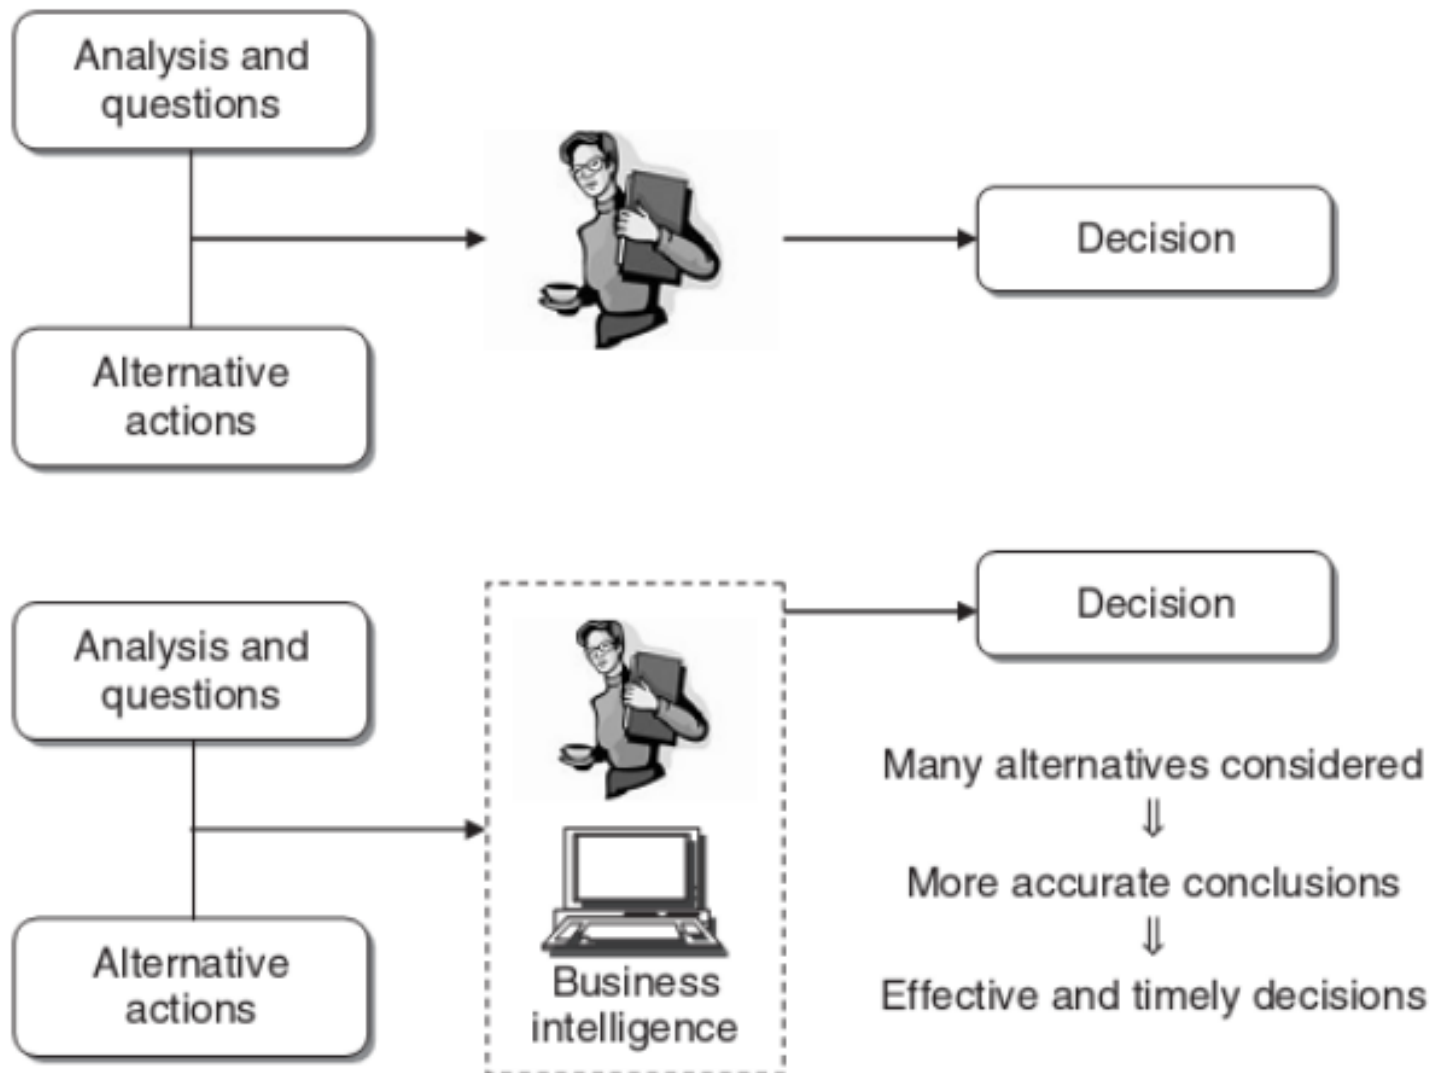 Analysis and
questions
Decision
Alternative
actions
Decision
Analysis and
questions
Many alternatives considered
⇓
More accurate conclusions
⇓
Effective and timely decisions
Alternative
actions
Business
intelligence